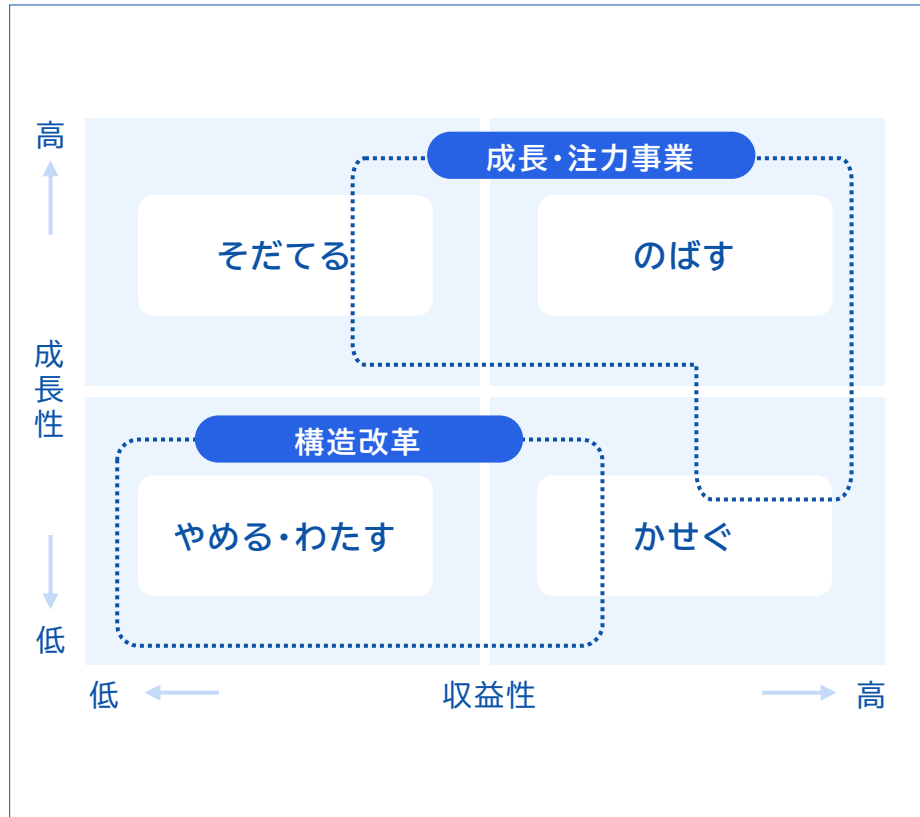 高
成長・注力事業
そだてる
のばす
成長性
構造改革
やめる・わたす
かせぐ
低
低
収益性
高